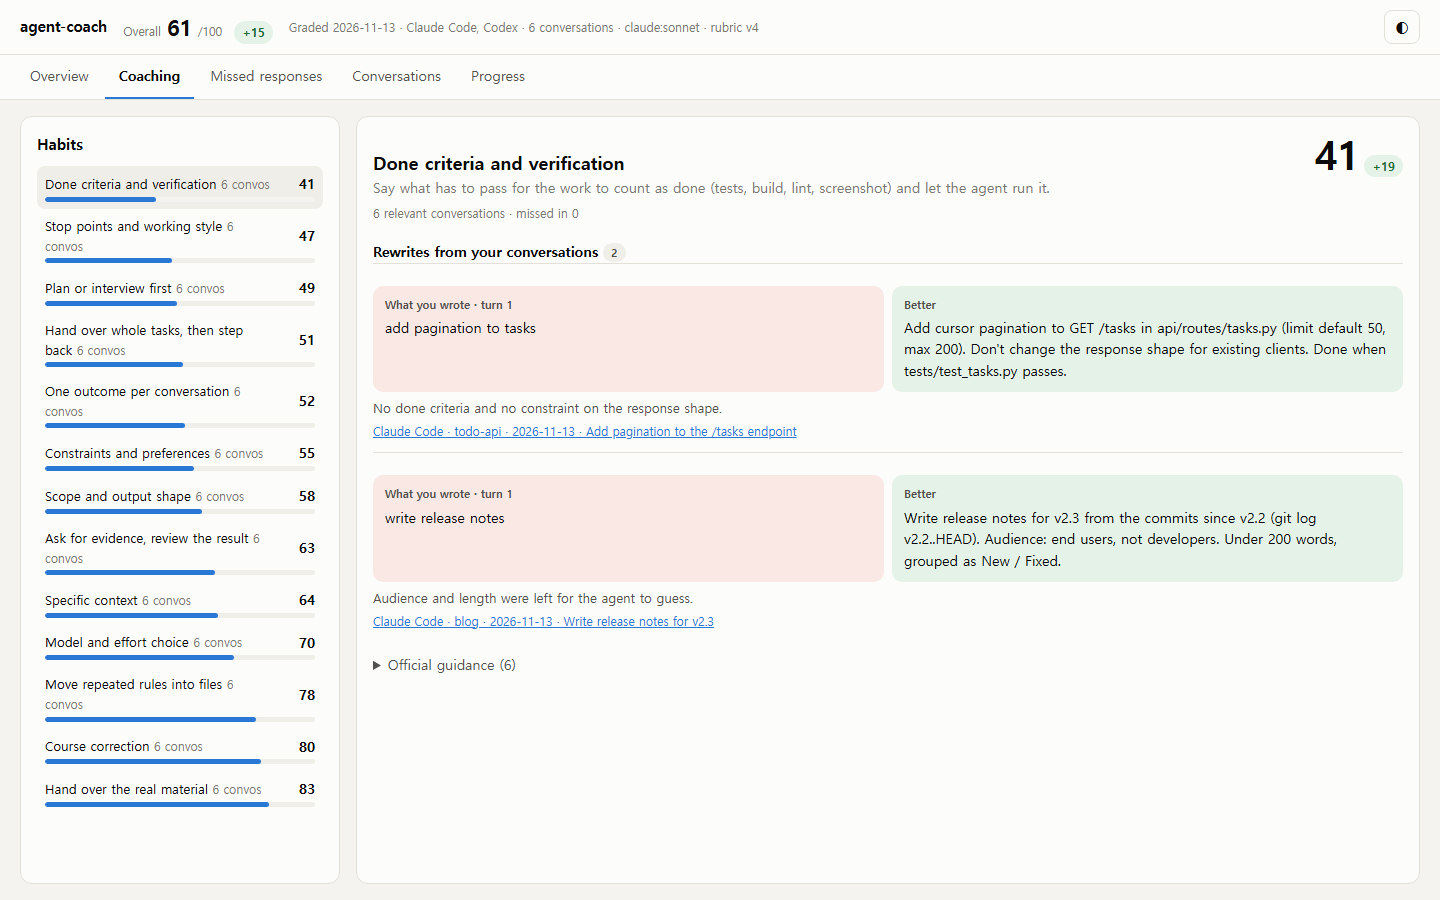 agent-coach
Overall 61 /100 +15
Graded 2026-11-13 · Claude Code, Codex · 6 conversations · claude:sonnet · rubric v4
Overview
Coaching
Missed responses
Conversations
Progress
Habits
Done criteria and verification 6 convos 41
Stop points and working style 6
convos
47
Plan or interview first 6 convos 49
Hand over whole tasks, then step
back 6 convos
51
One outcome per conversation 6
convos
52
Constraints and preferences 6 convos 55
Scope and output shape 6 convos 58
Ask for evidence, review the result 6
convos
63
Specific context 6 convos 64
Model and effort choice 6 convos 70
Move repeated rules into files 6
convos
78
Course correction 6 convos 80
Hand over the real material 6 convos 83
Done criteria and verification
41 +19
Say what has to pass for the work to count as done (tests, build, lint, screenshot) and let the agent run it.
6 relevant conversations · missed in 0
Rewrites from your conversations 2
What you wrote · turn 1
add pagination to tasks
Better
Add cursor pagination to GET /tasks in api/routes/tasks.py (limit default 50,
max 200). Don't change the response shape for existing clients. Done when
tests/test_tasks.py passes.
No done criteria and no constraint on the response shape.
Claude Code · todo-api · 2026-11-13 · Add pagination to the /tasks endpoint
What you wrote · turn 1
write release notes
Better
Write release notes for v2.3 from the commits since v2.2 (git log
v2.2..HEAD). Audience: end users, not developers. Under 200 words,
grouped as New / Fixed.
Audience and length were left for the agent to guess.
Claude Code · blog · 2026-11-13 · Write release notes for v2.3
▶ Official guidance (6)